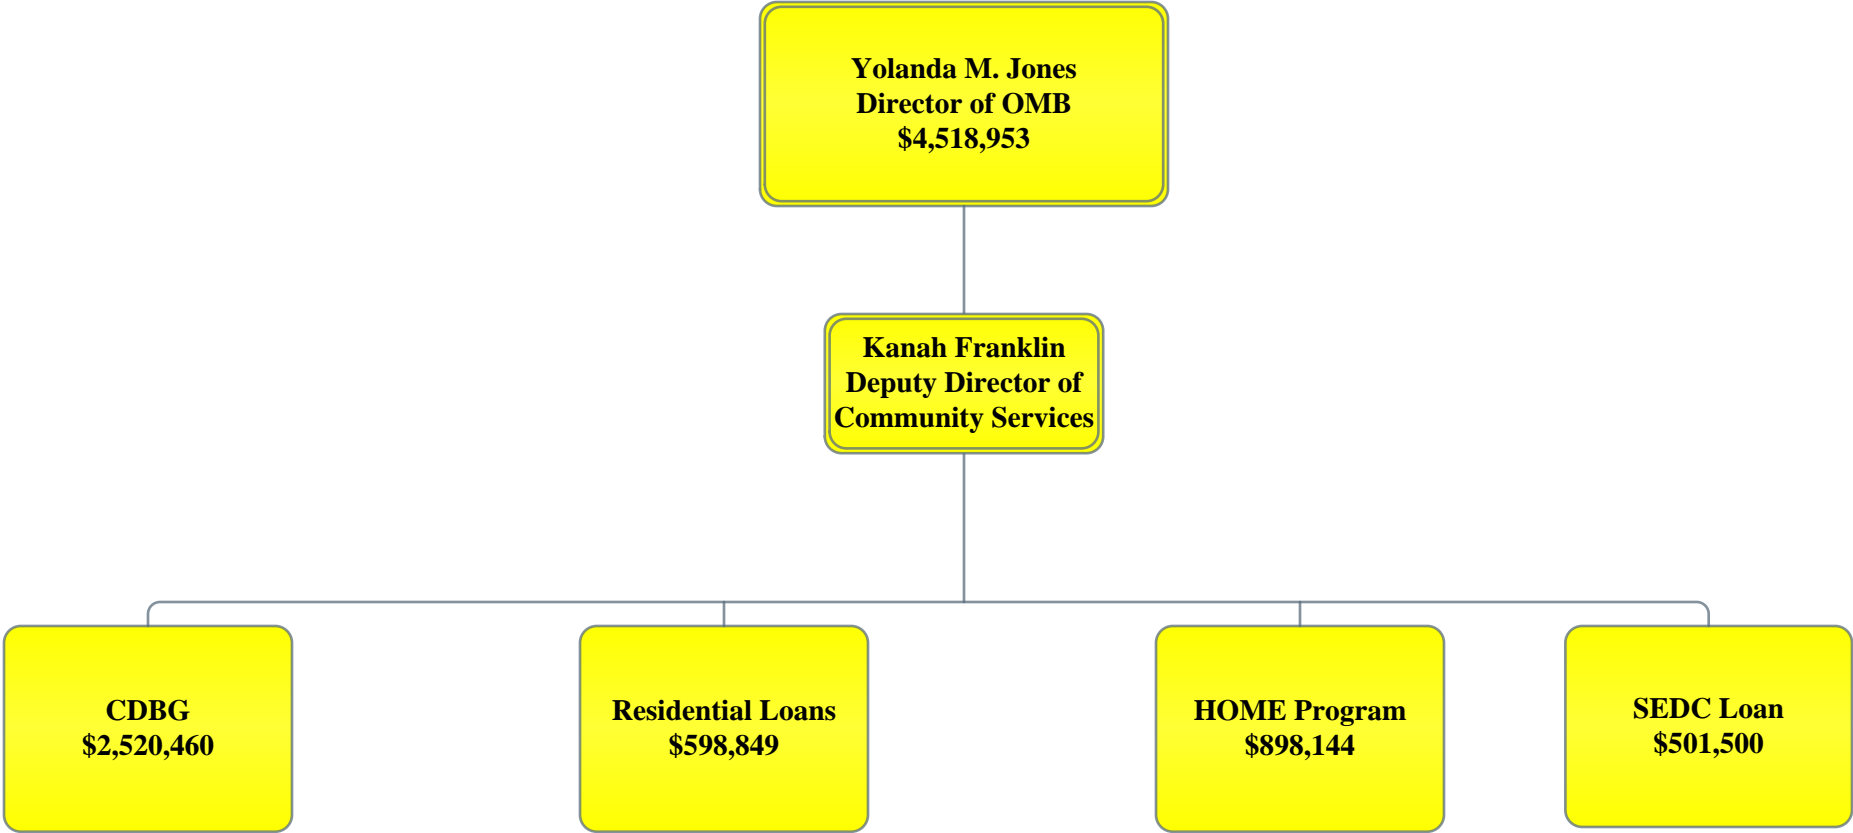 Yolanda M. Jones
Director of OMB
$4,518,953
Kanah Franklin
Deputy Director of
Community Services
CDBG
$2,520,460
Residential Loans
$598,849
HOME Program
$898,144
SEDC Loan
$501,500